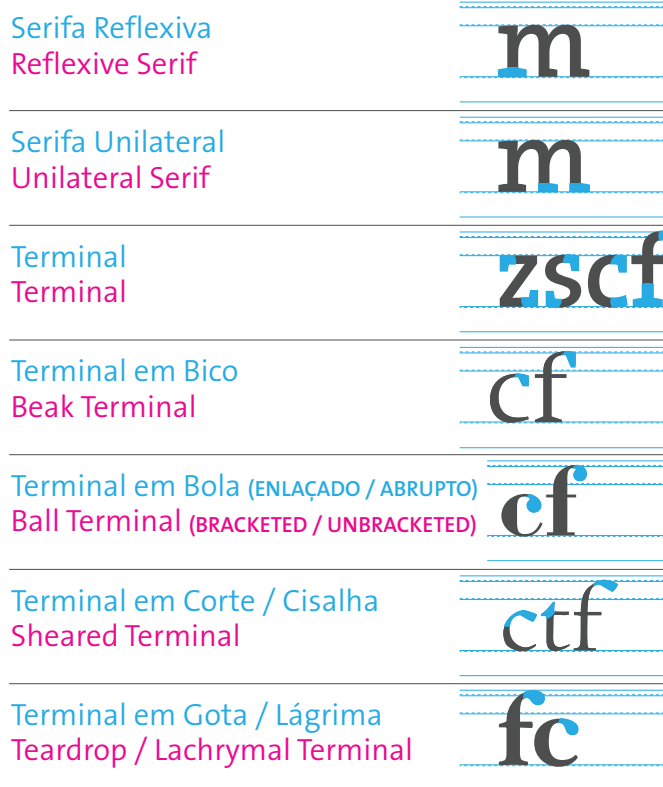 Serifa Reflexiva
Reflexive Serif
m
Serifa Unilateral
Unilateral Serif
m
Terminal
Terminal
zscf
Terminal em Bico
Beak Terminal
cf
Terminal em Bola (ENLAÇADO / ABRUPTO)
Ball Terminal (BRACKETED / UNBRACKETED)
cf
Terminal em Corte / Cisalha
Sheared Terminal
ctf
Terminal em Gota / Lágrima
Teardrop / Lachrymal Terminal
fc